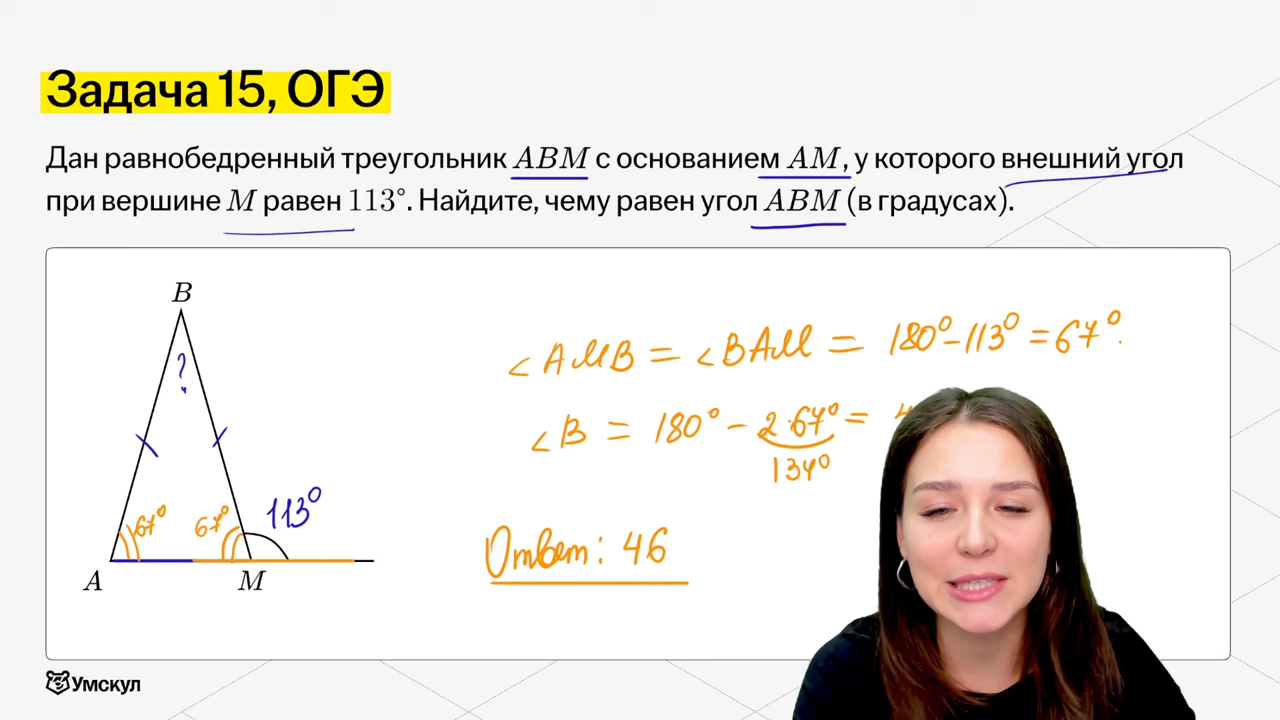 Задача 15, ОГЭ
Дан равнобедренный треугольник ABM с основанием AM, у которого внешний угол
при вершине M равен 113°. Найдите, чему равен угол ABM (в градусах).
B
?
∠AMB = ∠BAM = 180° - 113° = 67°.
∠B = 180° - 2·67° =
134°
113°
67°
67°
Ответ: 46
A
M
Умскул